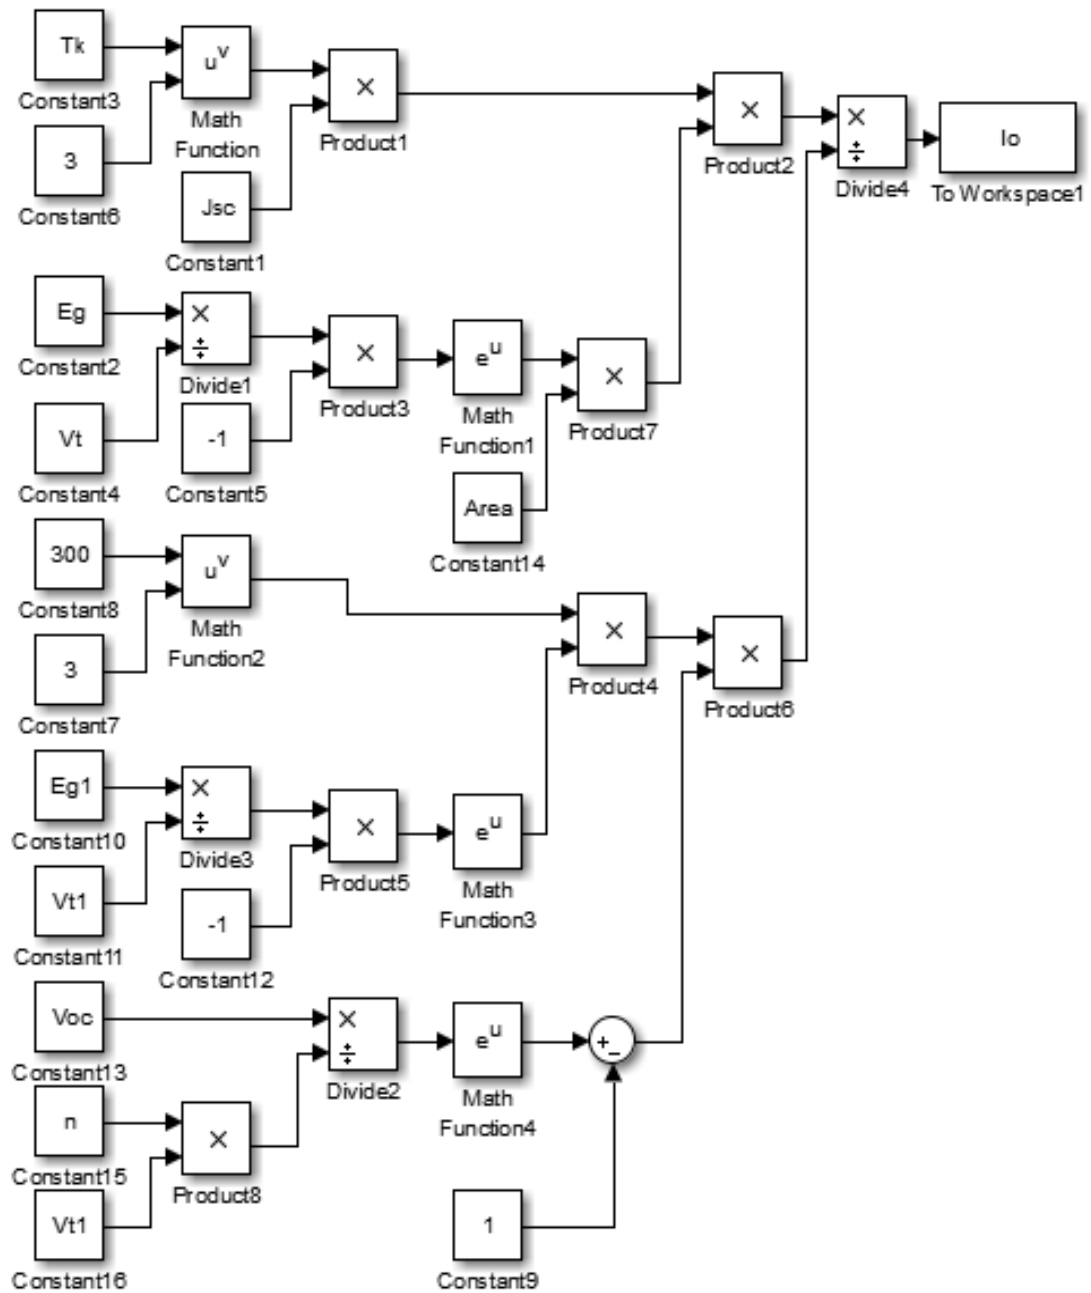 Tk
Constant3
u^v
Math
Function
×
Product1
3
Constant6
Jsc
Constant1
×
Product2
×
÷
Divide4
Io
To Workspace1
Eg
Constant2
×
÷
Divide1
×
Product3
e^u
Math
Function1
×
Product7
Vt
Constant4
-1
Constant5
Area
Constant14
300
Constant8
u^v
Math
Function2
3
Constant7
×
Product4
×
Product6
Eg1
Constant10
×
÷
Divide3
×
Product5
e^u
Math
Function3
Vt1
Constant11
-1
Constant12
Voc
Constant13
×
÷
Divide2
e^u
Math
Function4
+
−
n
Constant15
×
Product8
Vt1
Constant16
1
Constant9